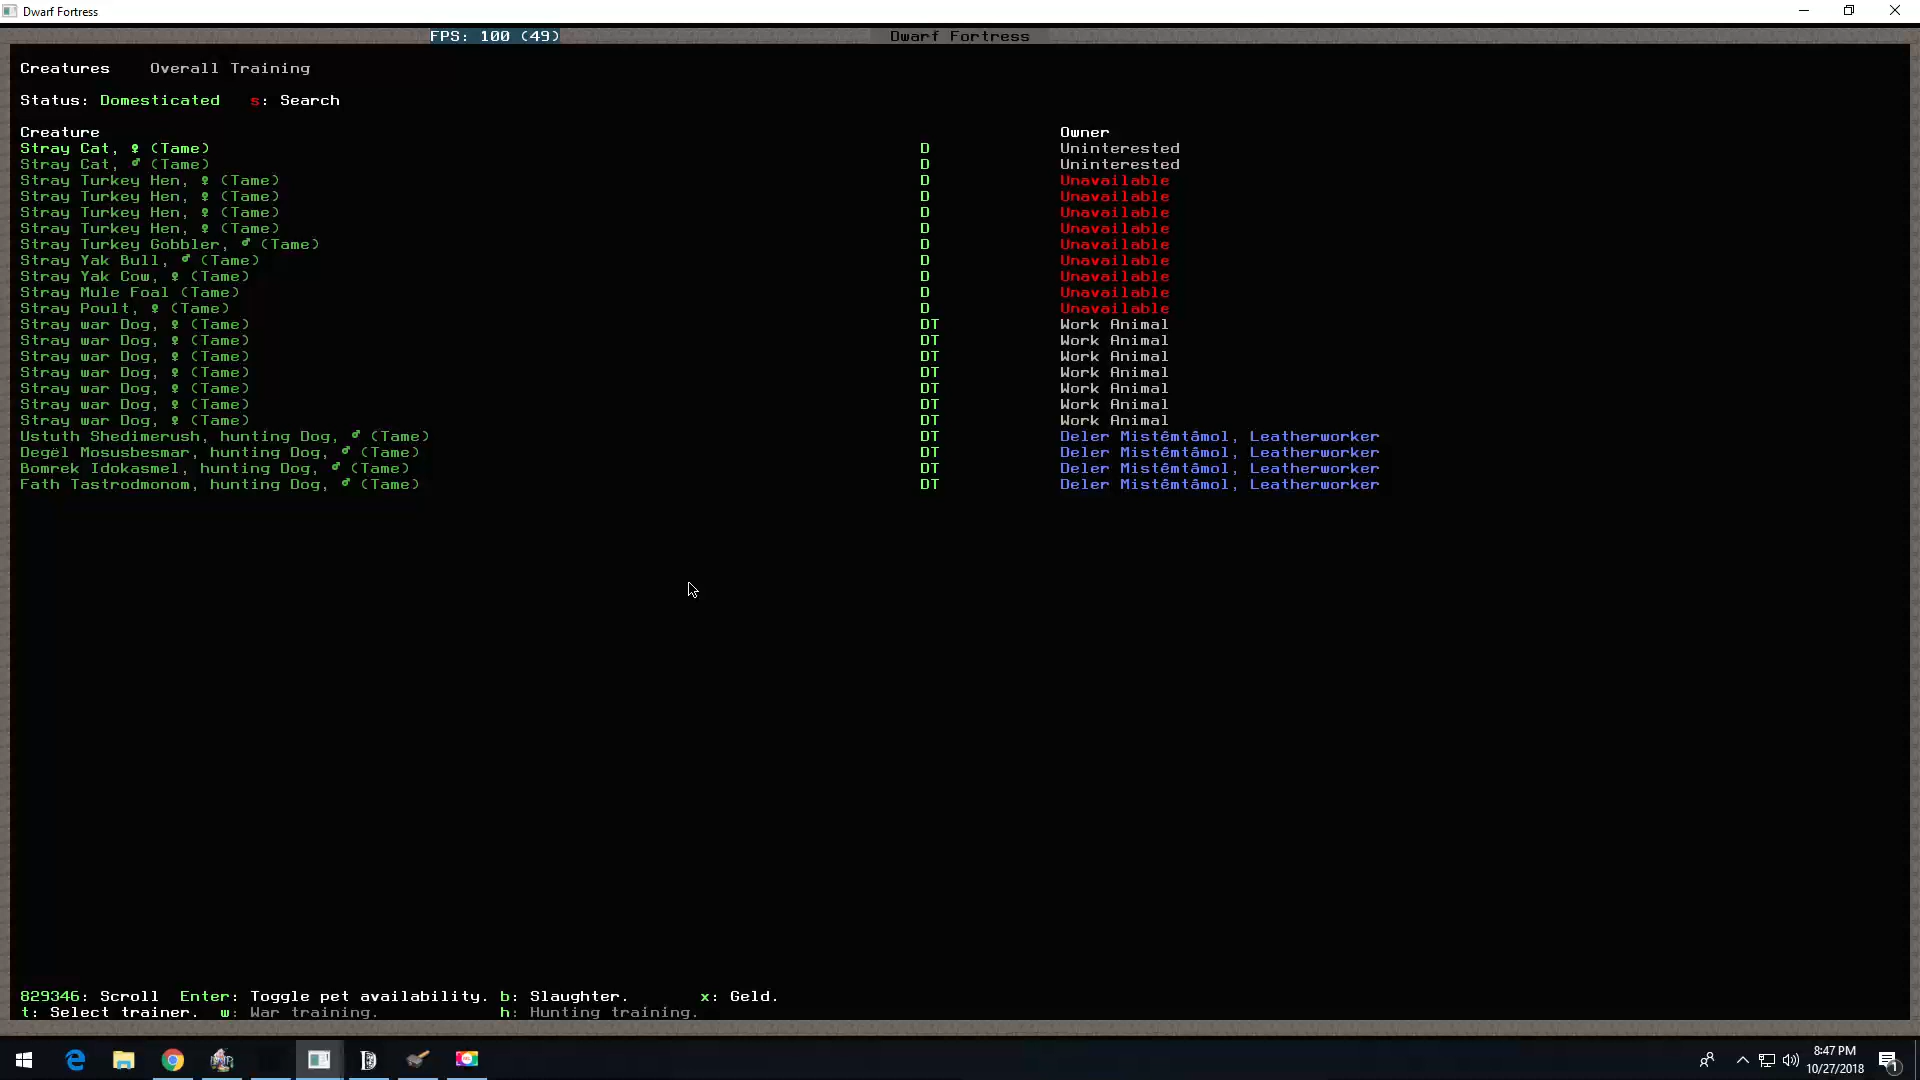 Dwarf Fortress
FPS: 100 (49) Dwarf Fortress
Creatures Overall Training
Status: Domesticated s: Search
Creature Owner
Stray Cat, ♀ (Tame) D Uninterested
Stray Cat, ♂ (Tame) D Uninterested
Stray Turkey Hen, ♀ (Tame) D Unavailable
Stray Turkey Hen, ♀ (Tame) D Unavailable
Stray Turkey Hen, ♀ (Tame) D Unavailable
Stray Turkey Hen, ♀ (Tame) D Unavailable
Stray Turkey Gobbler, ♂ (Tame) D Unavailable
Stray Yak Bull, ♂ (Tame) D Unavailable
Stray Yak Cow, ♀ (Tame) D Unavailable
Stray Mule Foal (Tame) D Unavailable
Stray Poult, ♀ (Tame) D Unavailable
Stray war Dog, ♀ (Tame) DT Work Animal
Stray war Dog, ♀ (Tame) DT Work Animal
Stray war Dog, ♀ (Tame) DT Work Animal
Stray war Dog, ♀ (Tame) DT Work Animal
Stray war Dog, ♀ (Tame) DT Work Animal
Stray war Dog, ♀ (Tame) DT Work Animal
Stray war Dog, ♀ (Tame) DT Work Animal
Ustuth Shedimerush, hunting Dog, ♂ (Tame) DT Deler Mistêmtâmol, Leatherworker
Degël Mosusbesmar, hunting Dog, ♂ (Tame) DT Deler Mistêmtâmol, Leatherworker
Bomrek Idokasmel, hunting Dog, ♂ (Tame) DT Deler Mistêmtâmol, Leatherworker
Fath Tastrodmonom, hunting Dog, ♂ (Tame) DT Deler Mistêmtâmol, Leatherworker
829346: Scroll Enter: Toggle pet availability. b: Slaughter. x: Geld.
t: Select trainer. w: War training. h: Hunting training.
8:47 PM
10/27/2018
1